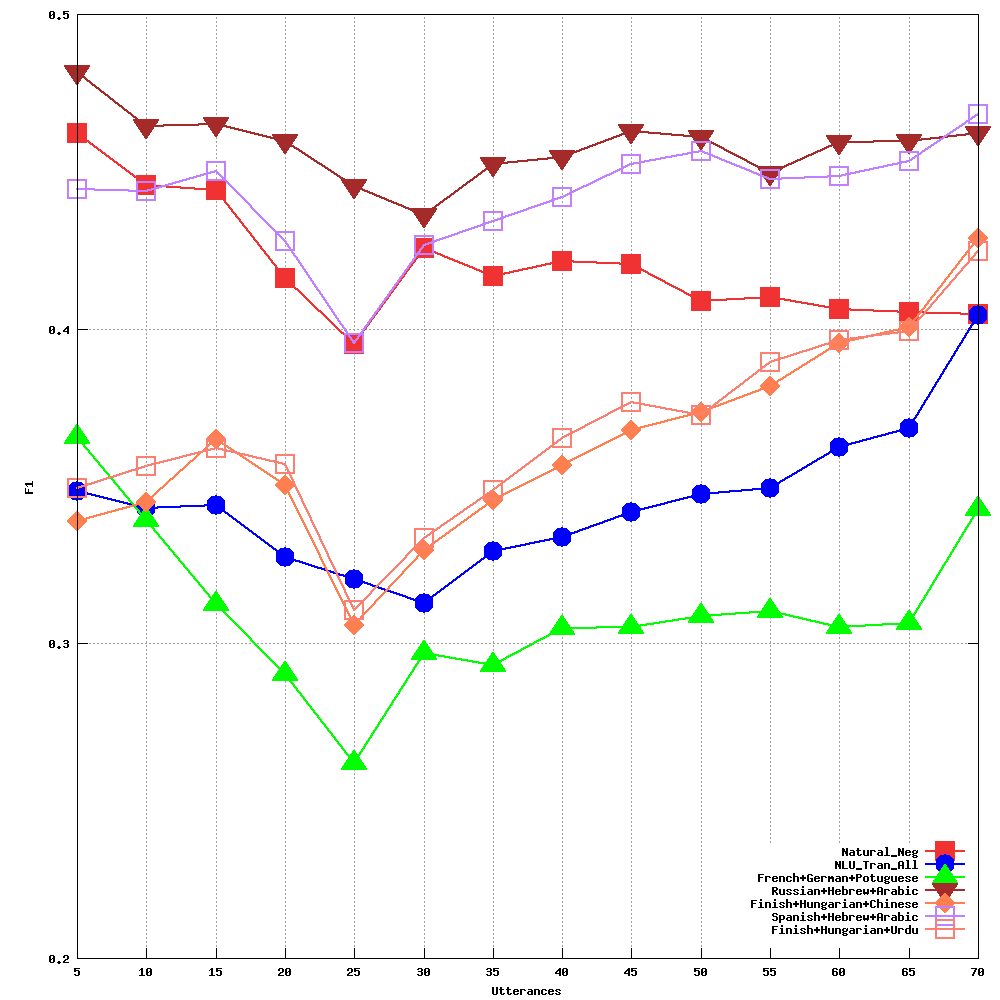 0.5
0.4
F1
0.3
Natural_Neg
NLU_Tran_All
French+German+Potuguese
Russian+Hebrew+Arabic
Finish+Hungarian+Chinese
Spanish+Hebrew+Arabic
Finish+Hungarian+Urdu
0.2
5 10 15 20 25 30 35 40 45 50 55 60 65 70
Utterances